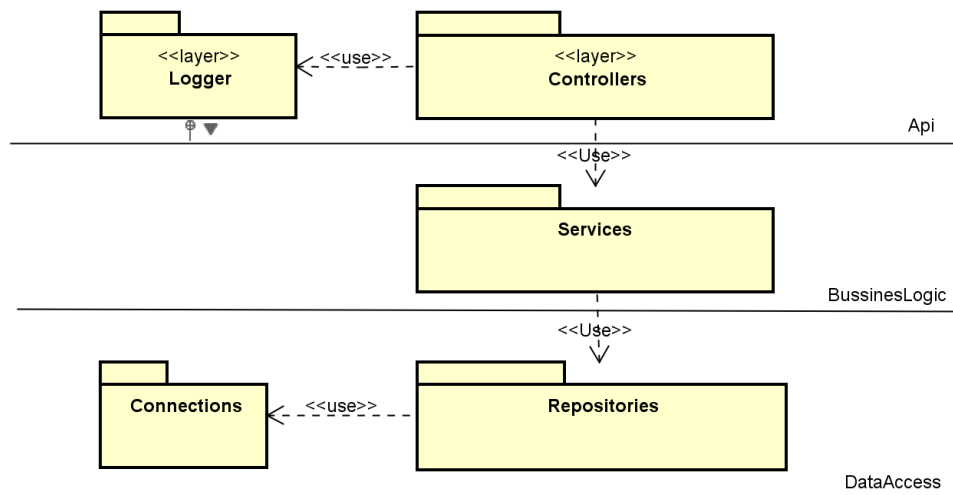 <<layer>>
Logger
<<use>>
<<layer>>
Controllers
Api
<<Use>>
Services
BussinesLogic
<<Use>>
Connections
<<use>>
Repositories
DataAccess